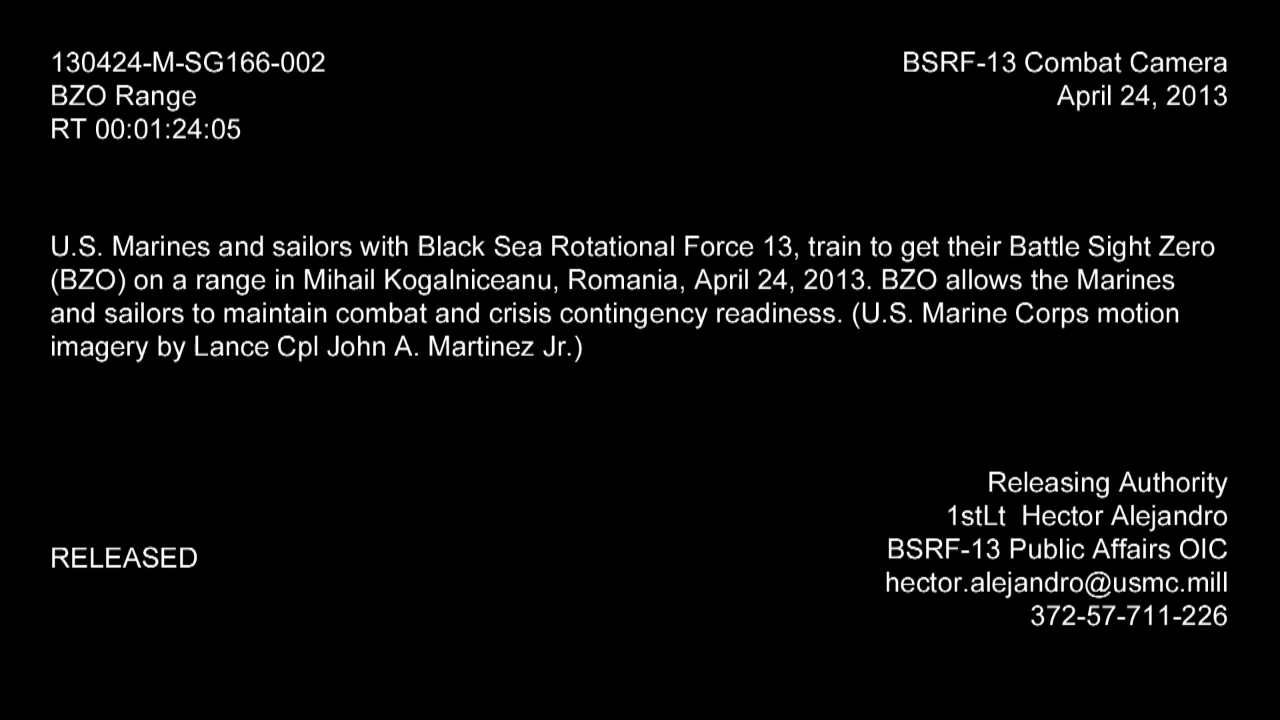 130424-M-SG166-002
BZO Range
RT 00:01:24:05
BSRF-13 Combat Camera
April 24, 2013
U.S. Marines and sailors with Black Sea Rotational Force 13, train to get their Battle Sight Zero
(BZO) on a range in Mihail Kogalniceanu, Romania, April 24, 2013. BZO allows the Marines
and sailors to maintain combat and crisis contingency readiness. (U.S. Marine Corps motion
imagery by Lance Cpl John A. Martinez Jr.)
RELEASED
Releasing Authority
1stLt  Hector Alejandro
BSRF-13 Public Affairs OIC
hector.alejandro@usmc.mill
372-57-711-226